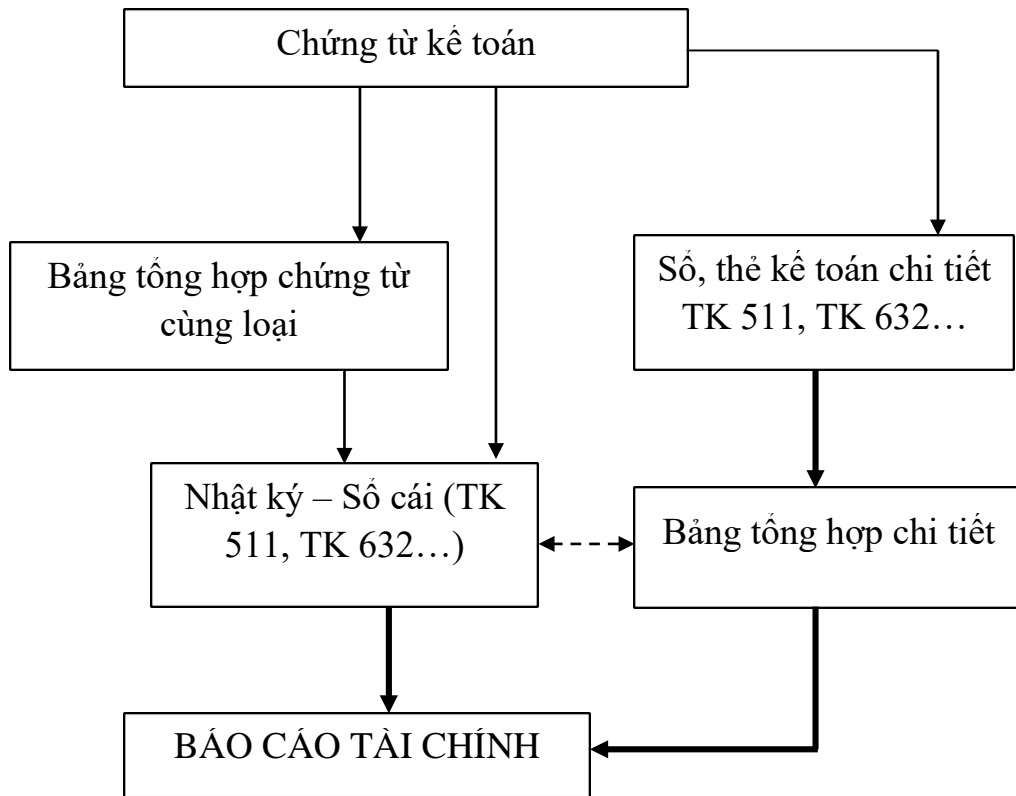 Chứng từ kế toán
Bảng tổng hợp chứng từ
cùng loại
Sổ, thẻ kế toán chi tiết
TK 511, TK 632…
Nhật ký – Sổ cái (TK
511, TK 632…)
Bảng tổng hợp chi tiết
BÁO CÁO TÀI CHÍNH